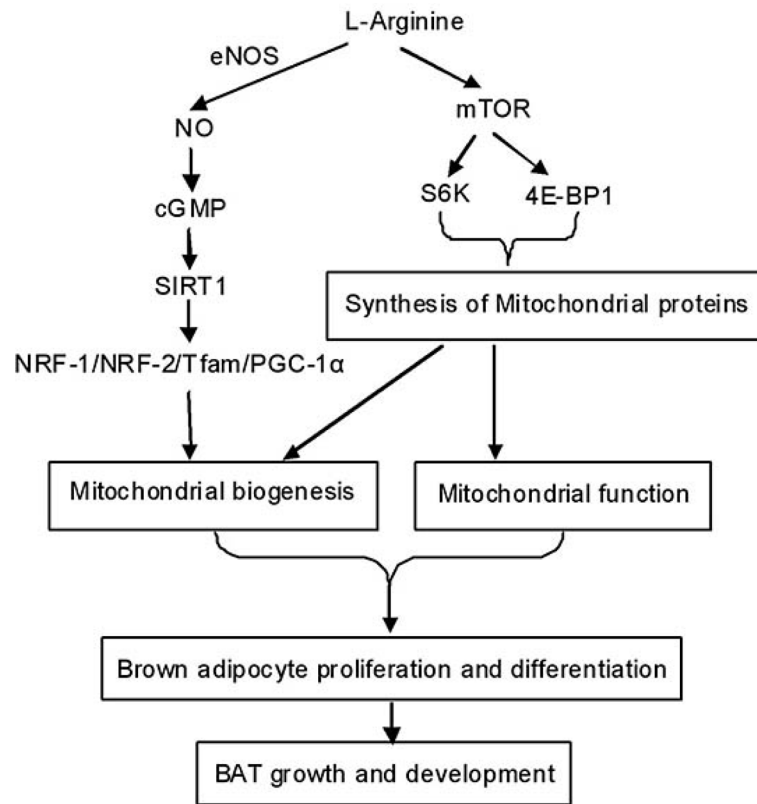 L-Arginine
eNOS
NO
mTOR
cGMP
S6K
4E-BP1
SIRT1
Synthesis of Mitochondrial proteins
NRF-1/NRF-2/Tfam/PGC-1α
Mitochondrial biogenesis
Mitochondrial function
Brown adipocyte proliferation and differentiation
BAT growth and development